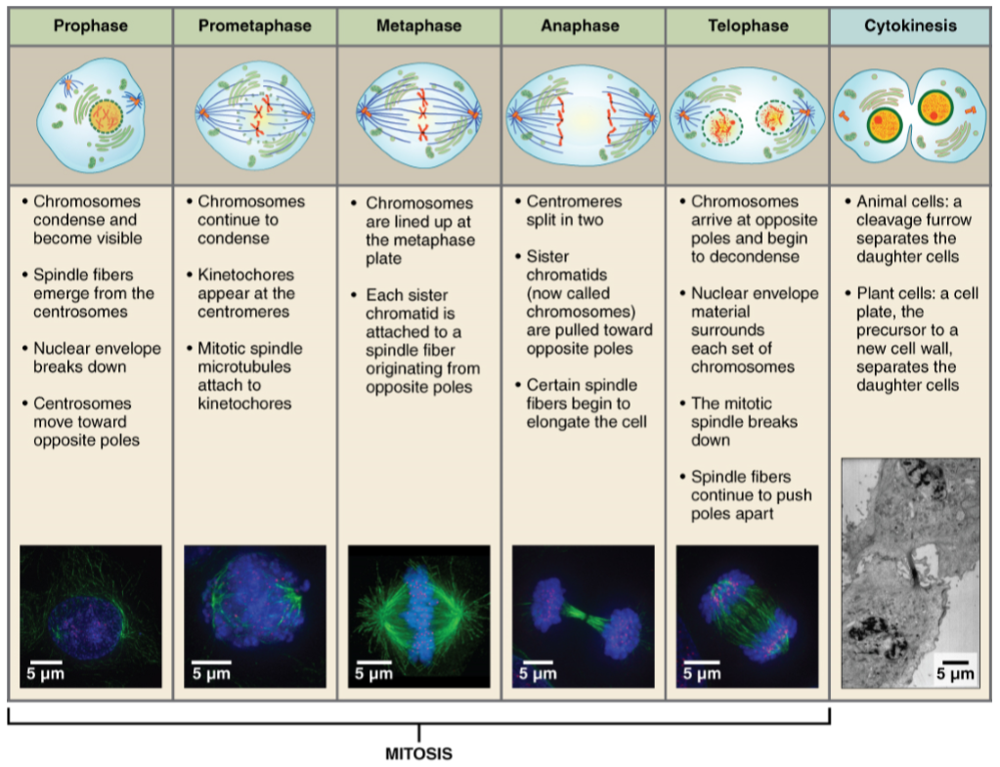 Prophase
Prometaphase
Metaphase
Anaphase
Telophase
Cytokinesis
• Chromosomes
condense and
become visible
• Spindle fibers
emerge from the
centrosomes
• Nuclear envelope
breaks down
• Centrosomes
move toward
opposite poles
• Chromosomes
continue to
condense
• Kinetochores
appear at the
centromeres
• Mitotic spindle
microtubules
attach to
kinetochores
• Chromosomes
are lined up at
the metaphase
plate
• Each sister
chromatid is
attached to a
spindle fiber
originating from
opposite poles
• Centromeres
split in two
• Sister
chromatids
(now called
chromosomes)
are pulled toward
opposite poles
• Certain spindle
fibers begin to
elongate the cell
• Chromosomes
arrive at opposite
poles and begin
to decondense
• Nuclear envelope
material
surrounds
each set of
chromosomes
• The mitotic
spindle breaks
down
• Spindle fibers
continue to push
poles apart
• Animal cells: a
cleavage furrow
separates the
daughter cells
• Plant cells: a cell
plate, the
precursor to a
new cell wall,
separates the
daughter cells
5 µm
5 µm
5 µm
5 µm
5 µm
5 µm
MITOSIS